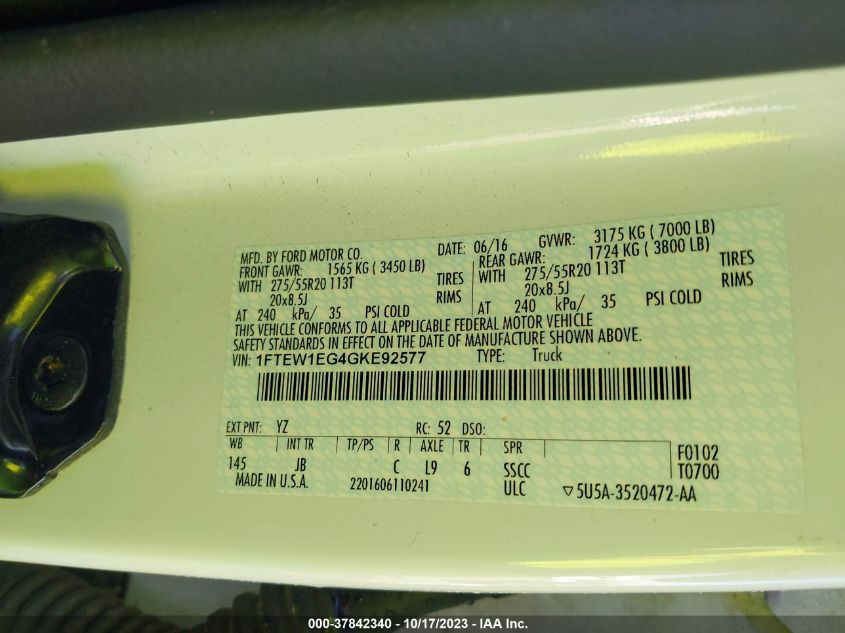 MFD. BY FORD MOTOR CO. DATE: 06/16 GVWR: 3175 KG ( 7000 LB)
FRONT GAWR: 1565 KG ( 3450 LB) REAR GAWR: 1724 KG ( 3800 LB)
WITH 275/55R20 113T TIRES WITH 275/55R20 113T TIRES
20x8.5J RIMS 20x8.5J RIMS
AT 240 kPa/ 35 PSI COLD AT 240 kPa/ 35 PSI COLD
THIS VEHICLE CONFORMS TO ALL APPLICABLE FEDERAL MOTOR VEHICLE
SAFETY STANDARDS IN EFFECT ON THE DATE OF MANUFACTURE SHOWN ABOVE.
VIN: 1FTEW1EG4GKE92577 TYPE: Truck
EXT PNT: YZ RC: 52 DSO:
WB INT TR TP/PS R AXLE TR SPR F0102
145 JB C L9 6 SSCC T0700
MADE IN U.S.A. 2201606110241 ULC ▽5U5A-3520472-AA
000-37842340 - 10/17/2023 - IAA Inc.